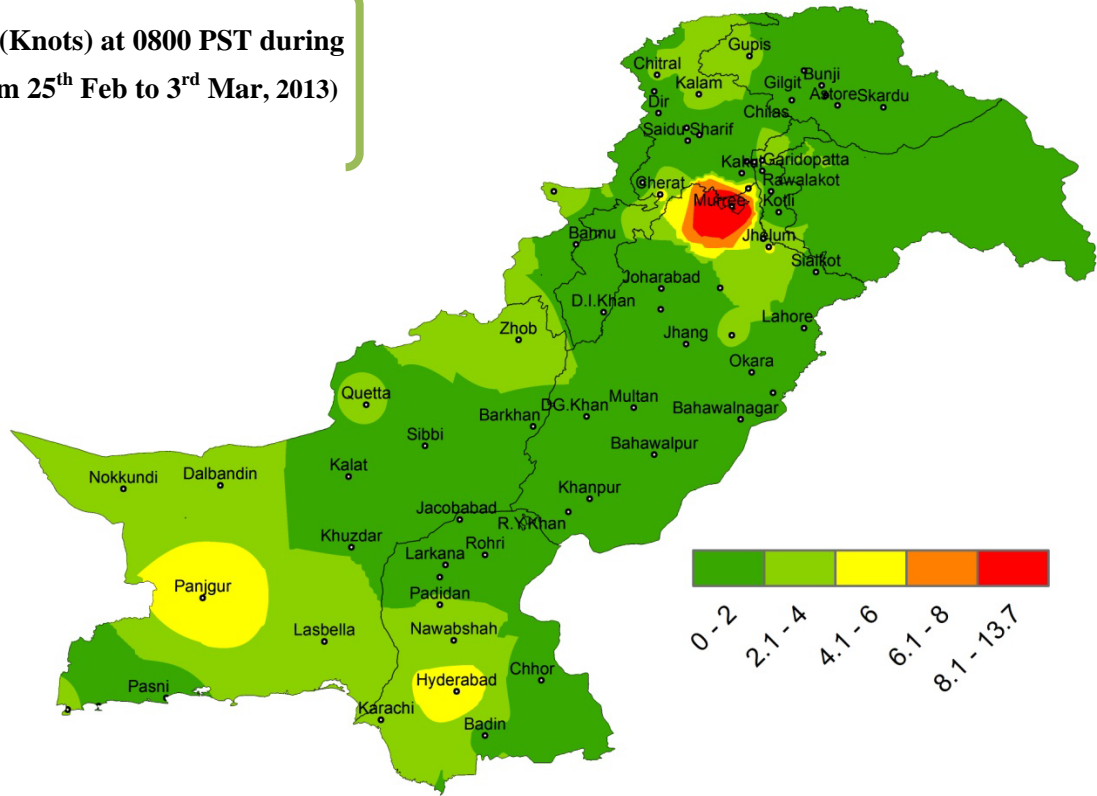 (Knots) at 0800 PST during
m 25th Feb to 3rd Mar, 2013)
Gupis
Chitral
Kalam
Gilgit
Bunji
Dir
Astore
Skardu
Chilas
Saidu Sharif
Kakul
Garidopatta
Cherat
Rawalakot
Murree
Kotli
Bannu
Jhelum
Sialkot
Joharabad
D.I.Khan
Lahore
Zhob
Jhang
Okara
Quetta
Barkhan
DG.Khan
Multan
Bahawalnagar
Sibbi
Bahawalpur
Nokkundi
Dalbandin
Kalat
Khanpur
Jacobabad
R.Y.Khan
Khuzdar
Larkana
Rohri
Panjgur
Padidan
Lasbella
Nawabshah
Chhor
Hyderabad
Pasni
Karachi
Badin
0 - 2
2.1 - 4
4.1 - 6
6.1 - 8
8.1 - 13.7